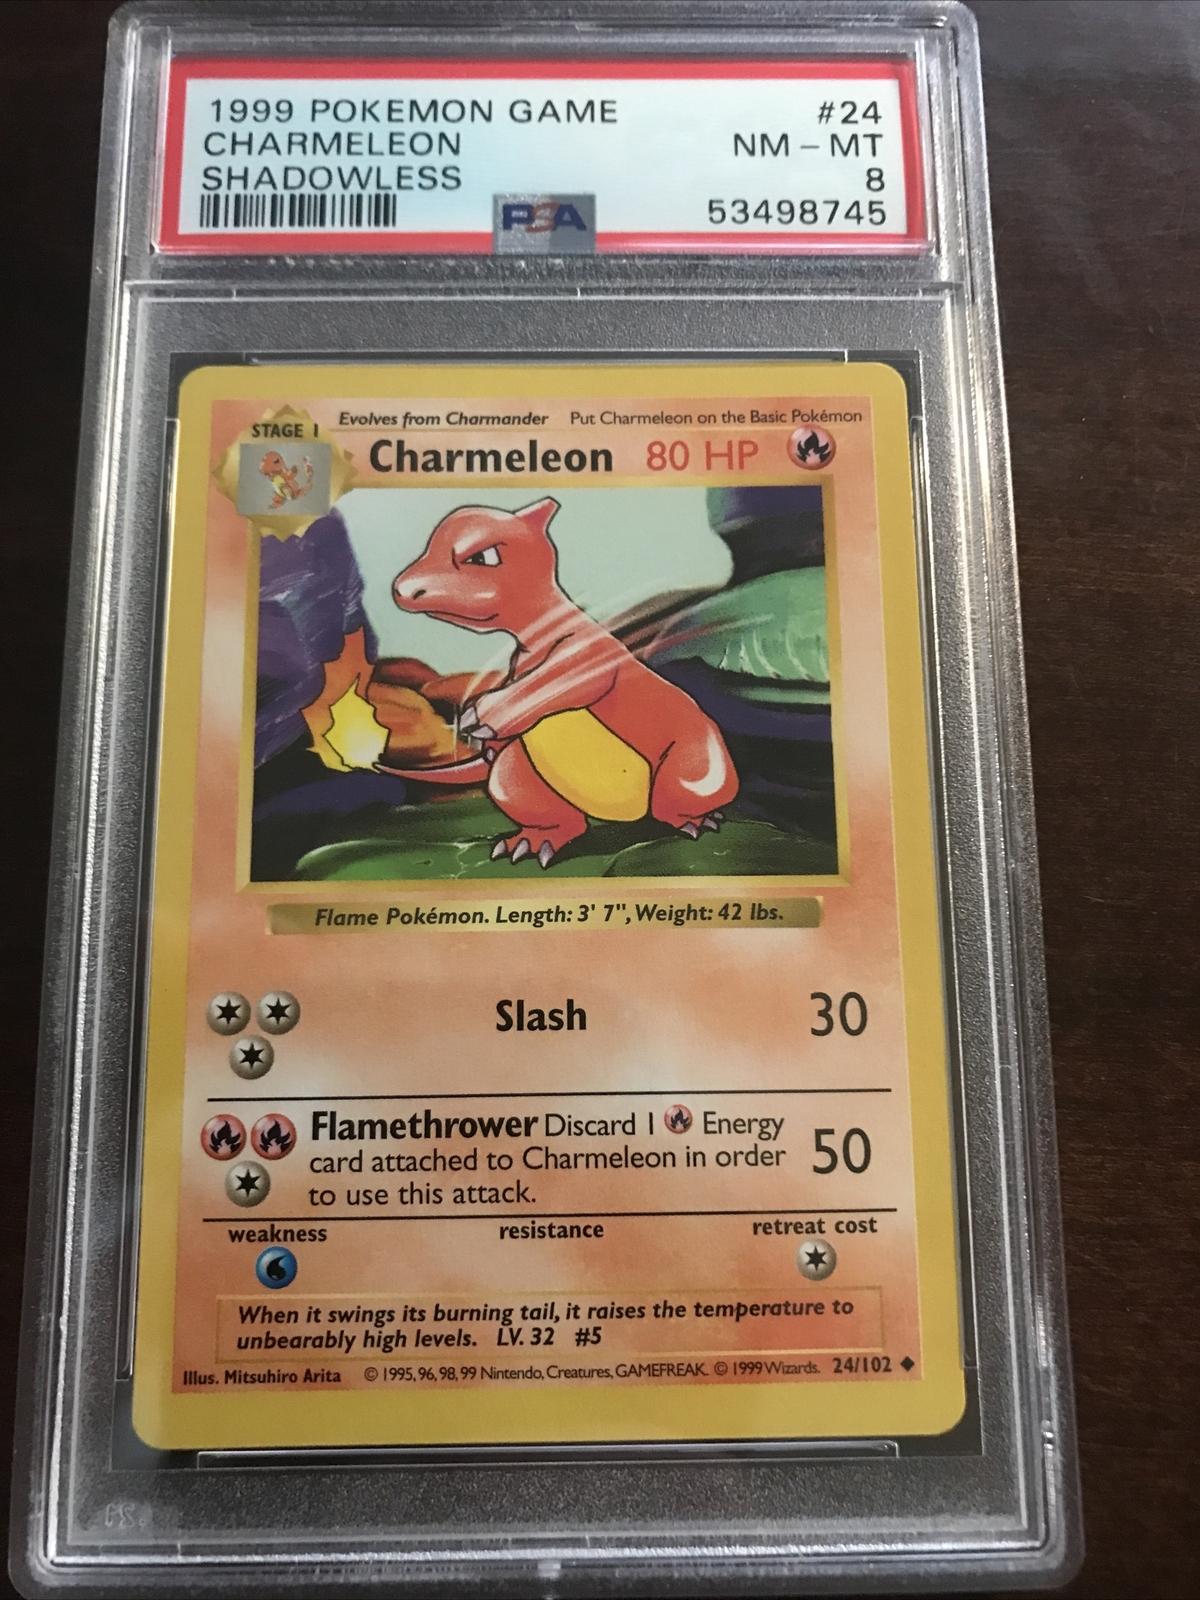 1999 POKEMON GAME #24
CHARMELEON NM - MT
SHADOWLESS 8
PSA 53498745
Evolves from Charmander Put Charmeleon on the Basic Pokémon
STAGE 1
Charmeleon 80 HP
Flame Pokémon. Length: 3' 7", Weight: 42 lbs.
Slash 30
Flamethrower Discard 1 Energy
card attached to Charmeleon in order
to use this attack.
50
weakness resistance retreat cost
When it swings its burning tail, it raises the temperature to
unbearably high levels. LV. 32 #5
Illus. Mitsuhiro Arita © 1995, 96, 98, 99 Nintendo, Creatures, GAMEFREAK. © 1999 Wizards. 24/102 ◆